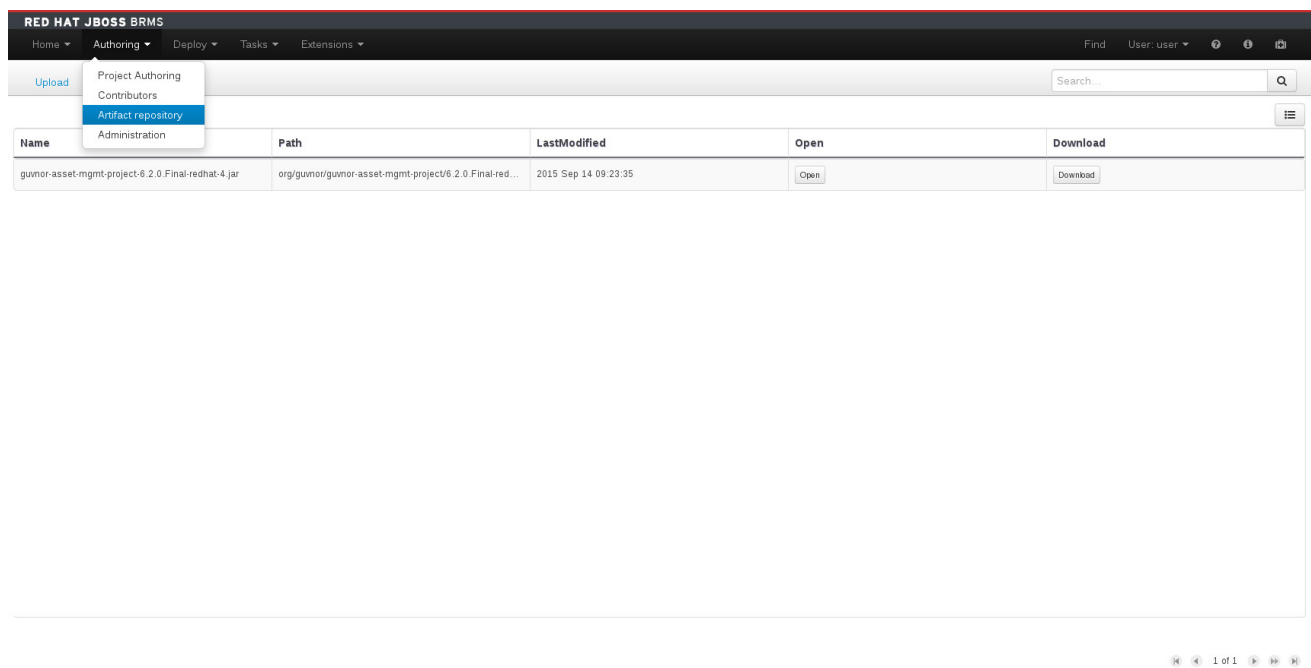 RED HAT JBOSS BRMS
Home Authoring Deploy Tasks Extensions Find User: user
Upload Search...
Project Authoring
Contributors
Artifact repository
Administration
Name Path LastModified Open Download
guvnor-asset-mgmt-project-6.2.0.Final-redhat-4.jar org/guvnor/guvnor-asset-mgmt-project/6.2.0.Final-red... 2015 Sep 14 09:23:35 Open Download
1 of 1